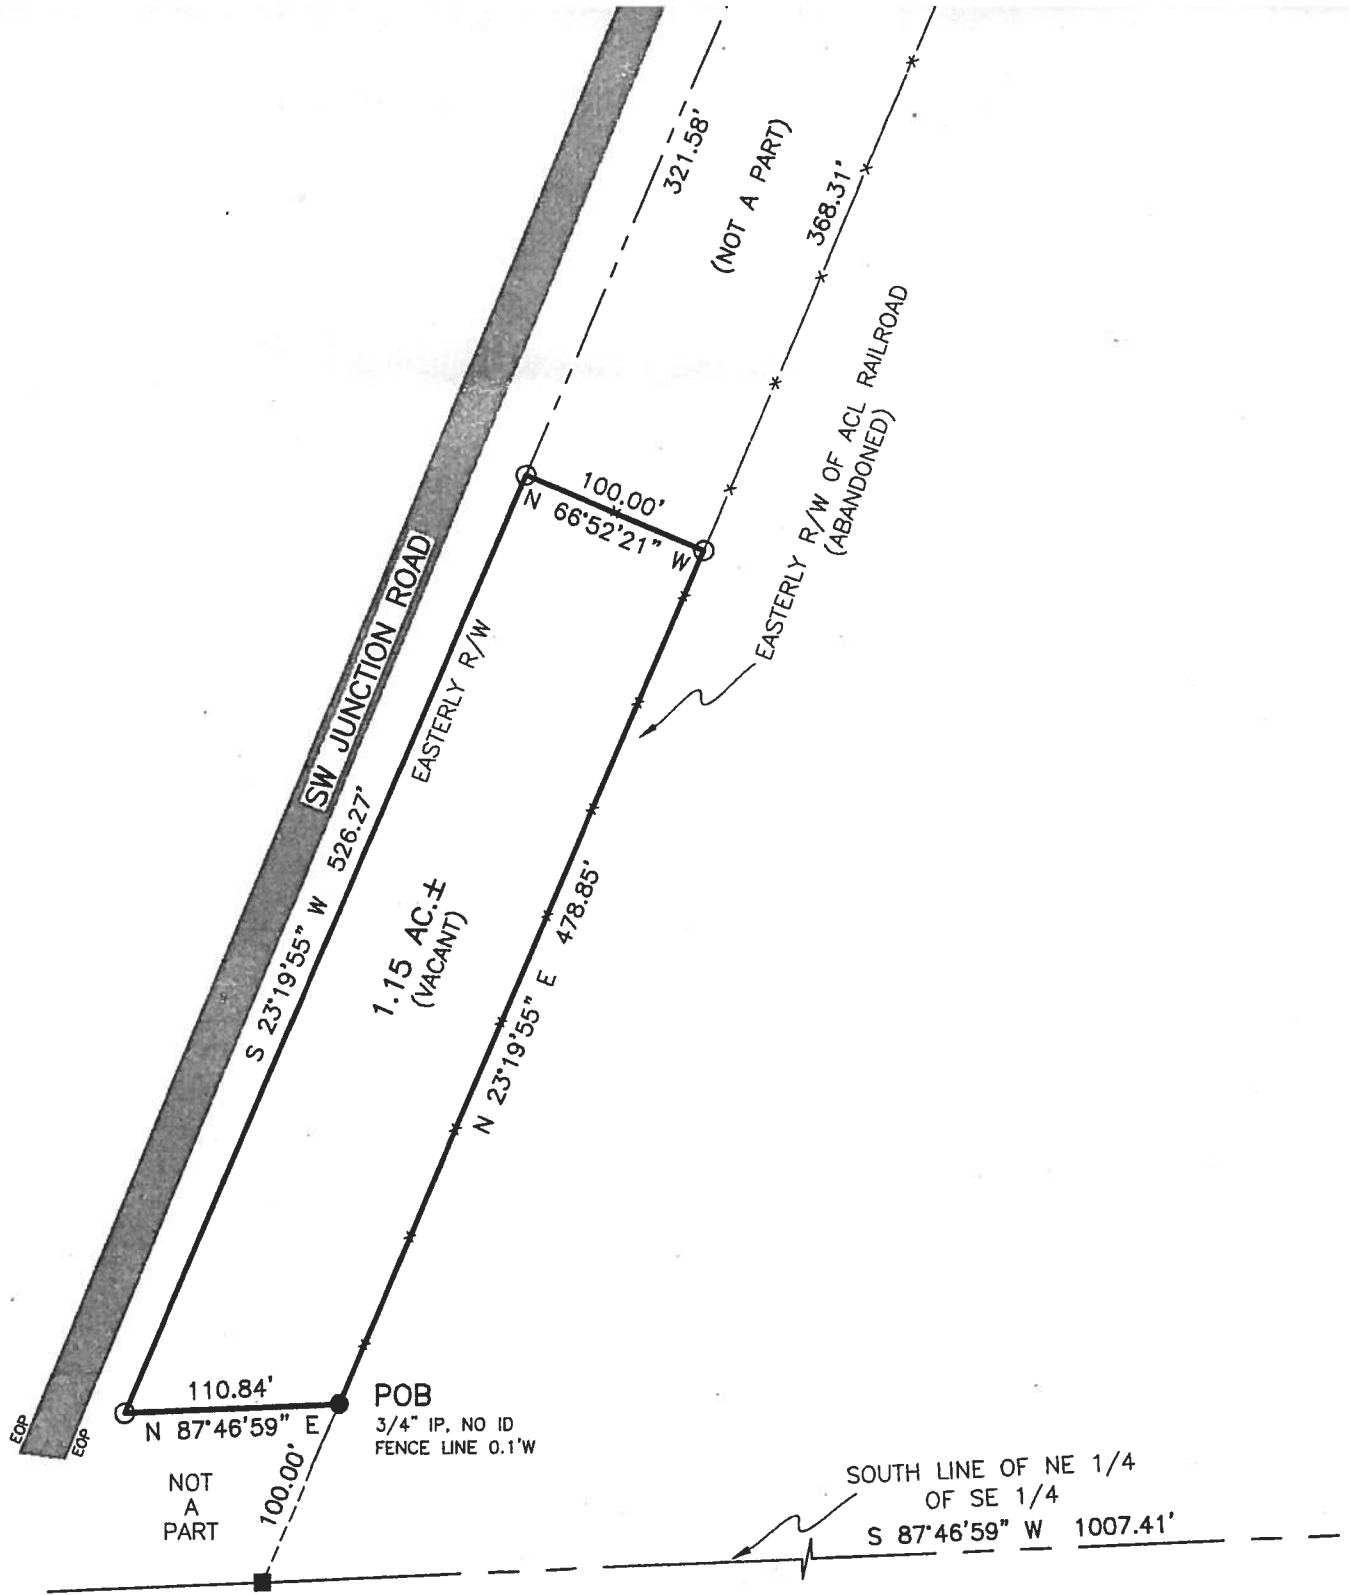 321.58'
(NOT A PART)
368.31'
EASTERLY R/W OF ACL RAILROAD
(ABANDONED)
100.00'
N 66°52'21" W
SW JUNCTION ROAD
EASTERLY R/W
S 23°19'55" W 526.27'
1.15 AC.±
(VACANT)
N 23°19'55" E 478.85'
110.84'
N 87°46'59" E
POB
3/4" IP, NO ID
FENCE LINE 0.1'W
EOP
EOP
NOT
A
PART
100.00'
SOUTH LINE OF NE 1/4
OF SE 1/4
S 87°46'59" W 1007.41'